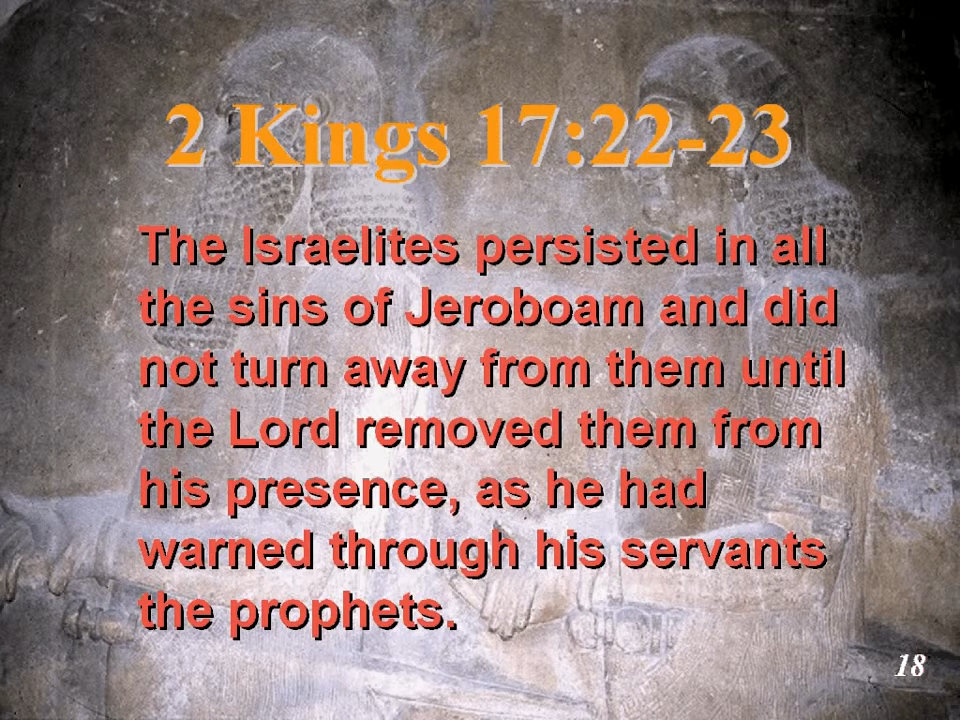 2 Kings 17:22-23
The Israelites persisted in all
the sins of Jeroboam and did
not turn away from them until
the Lord removed them from
his presence, as he had
warned through his servants
the prophets.
18